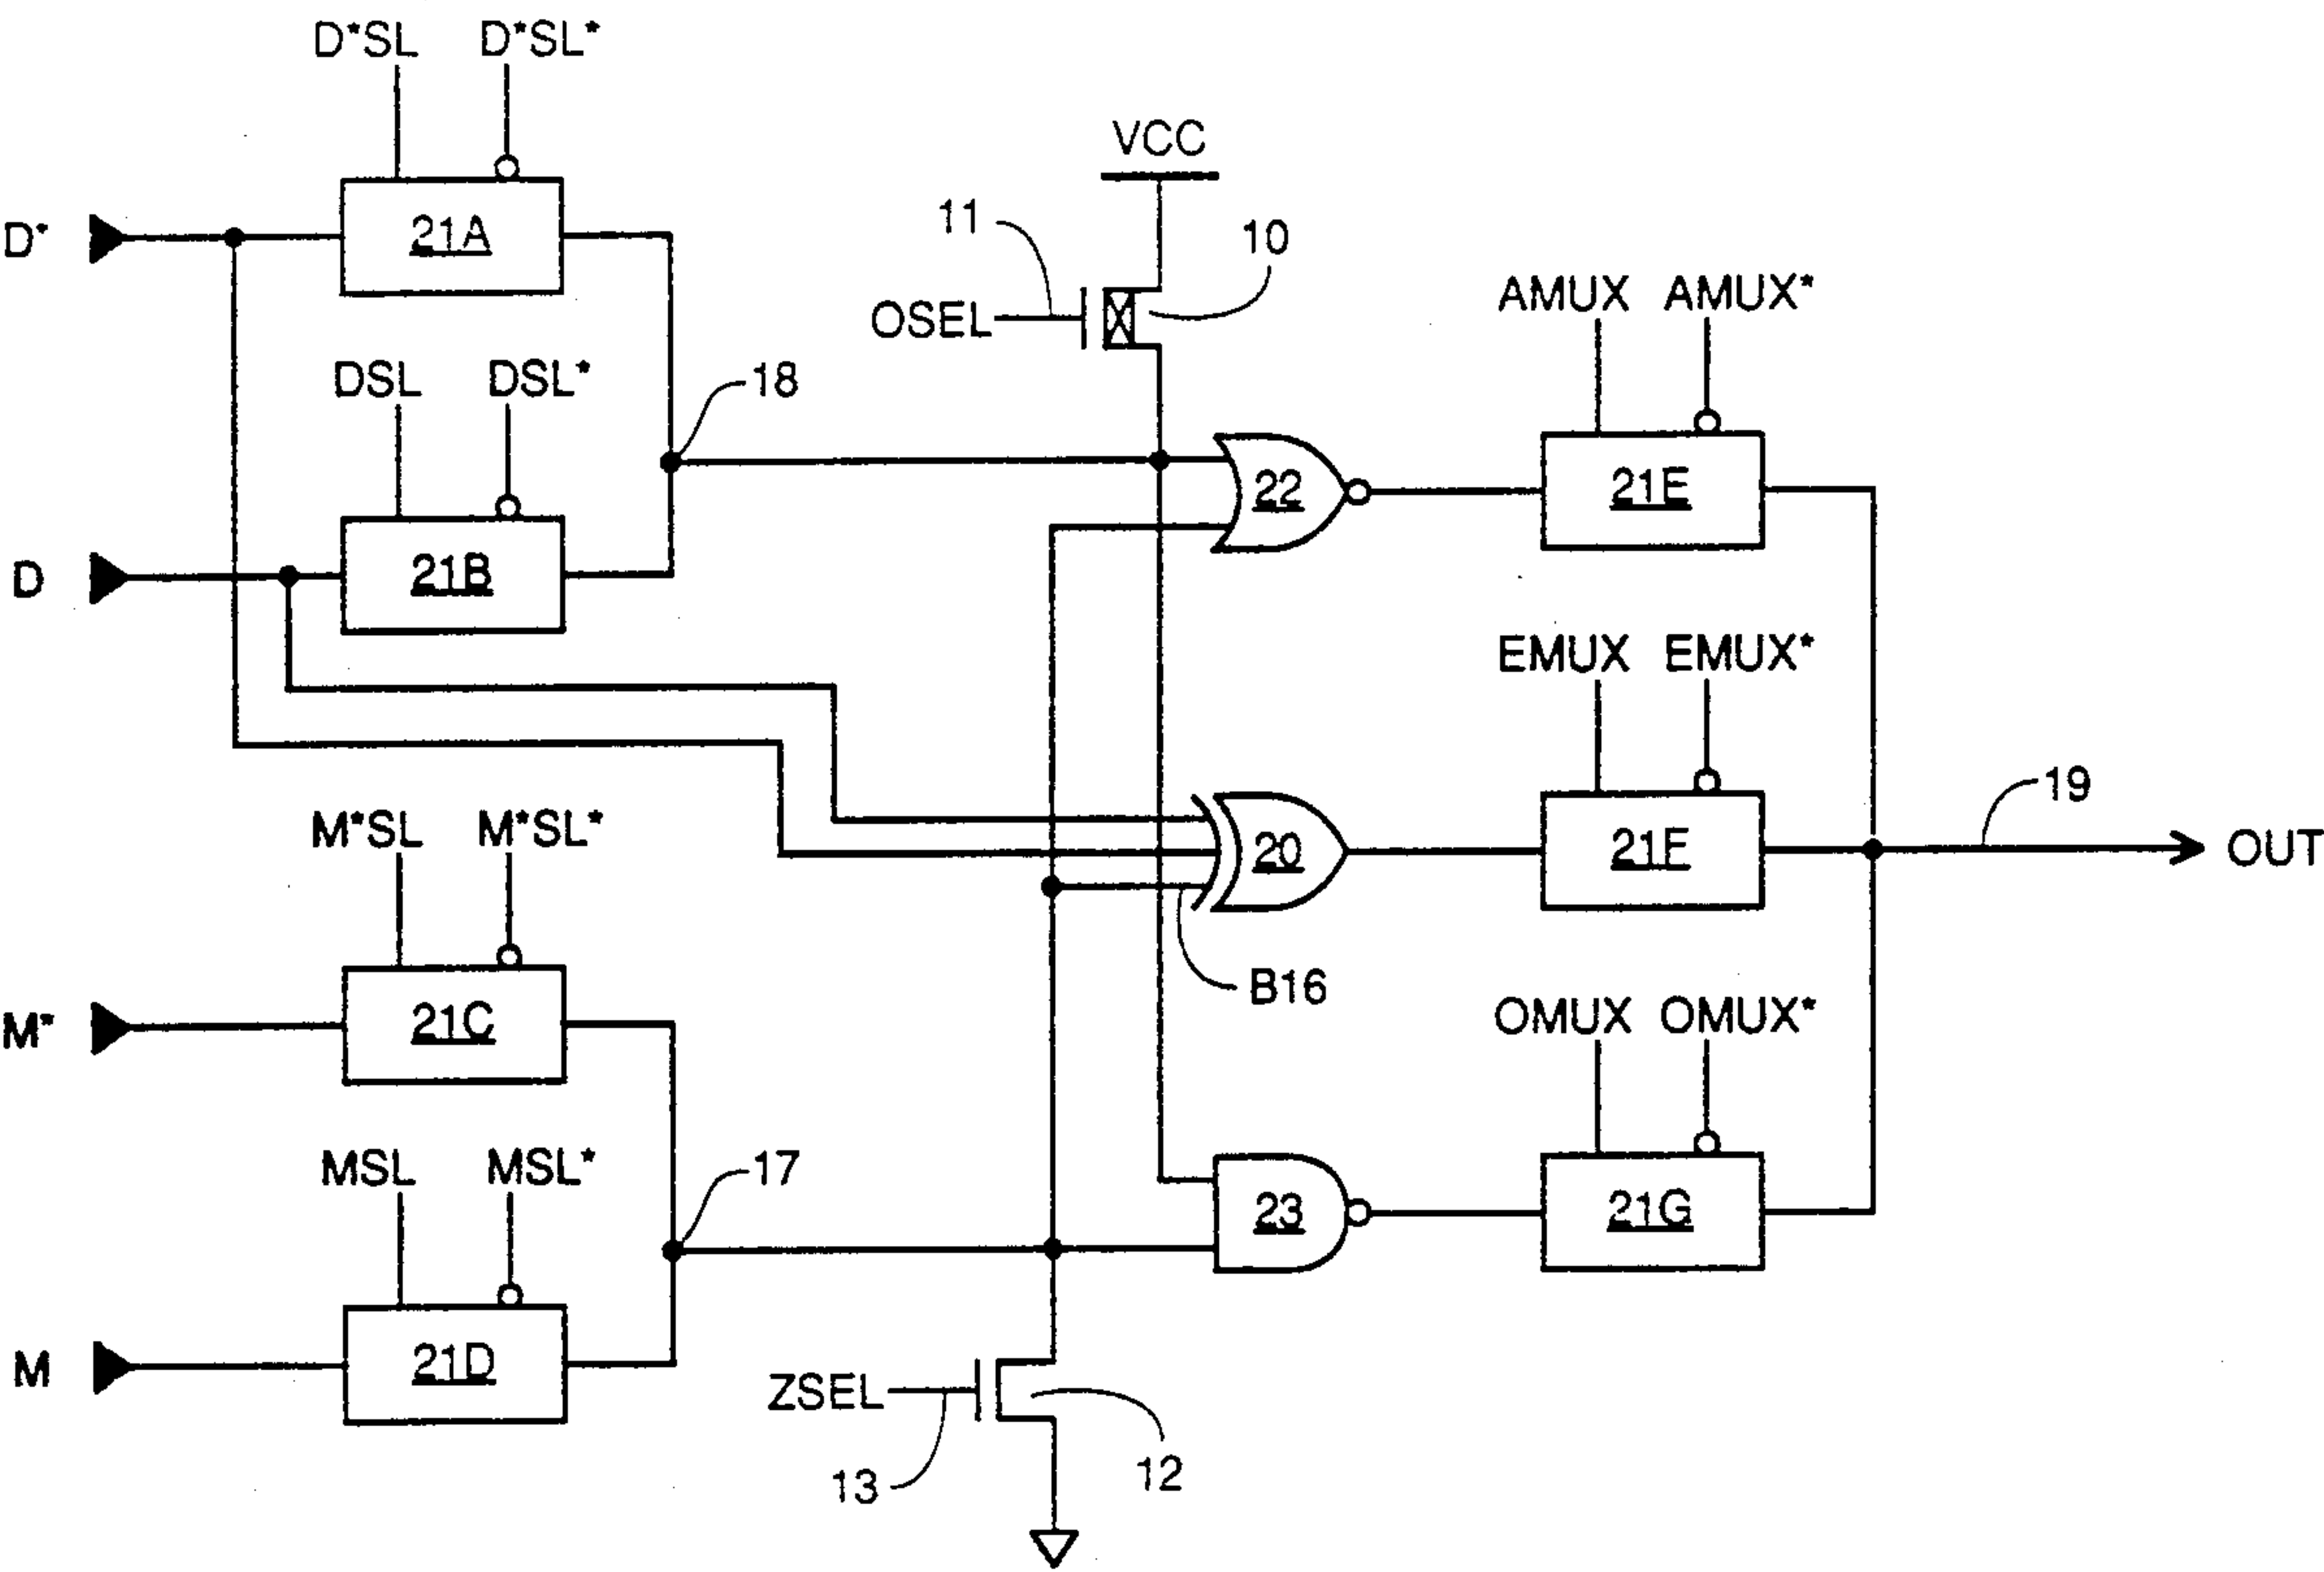 D*SL D*SL*
VCC
D* 21A
11 10
OSEL
AMUX AMUX*
DSL DSL*
18
22 21E
D 21B
EMUX EMUX*
19
M*SL M*SL*
20 21E
OUT
B16
M* 21C
OMUX OMUX*
MSL MSL*
17
23 21G
M 21D
ZSEL
13 12